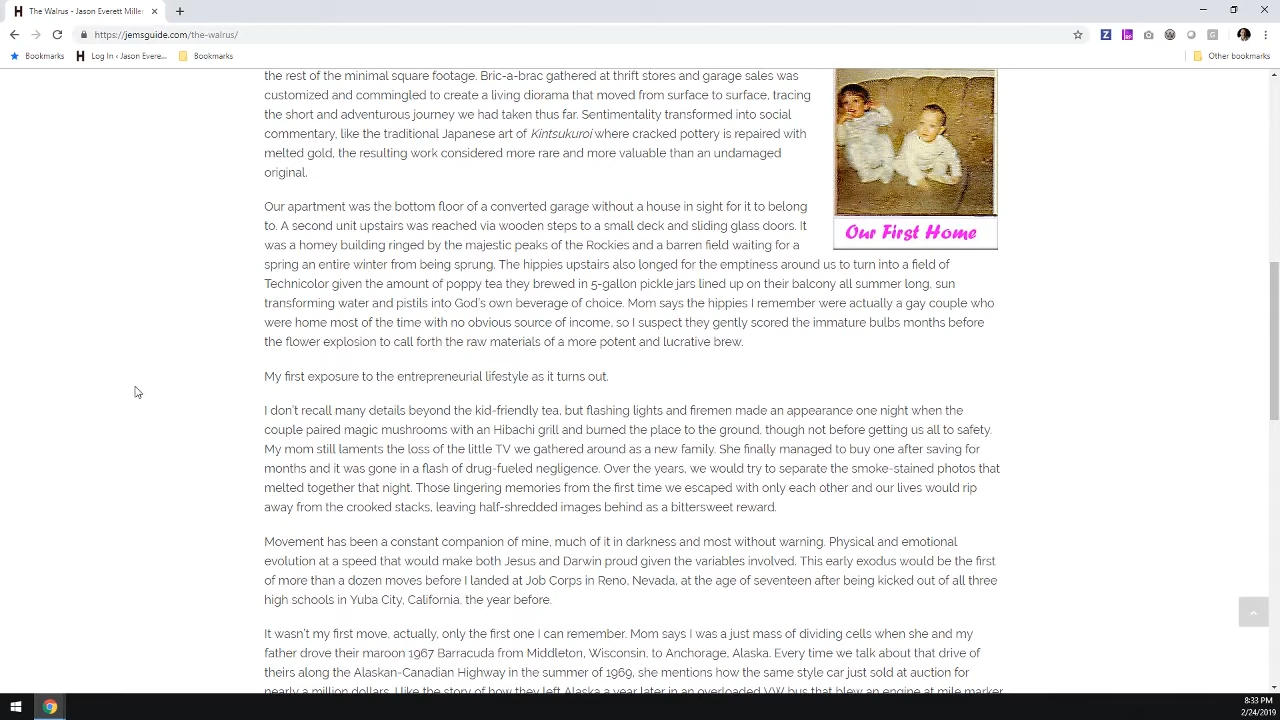 The Walrus - Jason Everett Miller
https://jemsguide.com/the-walrus/
Bookmarks
Log In ‹ Jason Evere...
Bookmarks
Other bookmarks
the rest of the minimal square footage. Bric-a-brac gathered at thrift stores and garage sales was
customized and commingled to create a living diorama that moved from surface to surface, tracing
the short and adventurous journey we had taken thus far. Sentimentality transformed into social
commentary, like the traditional Japanese art of Kintsukuroi where cracked pottery is repaired with
melted gold, the resulting work considered more rare and more valuable than an undamaged
original.
Our First Home
Our apartment was the bottom floor of a converted garage without a house in sight for it to belong
to. A second unit upstairs was reached via wooden steps to a small deck and sliding glass doors. It
was a homey building ringed by the majestic peaks of the Rockies and a barren field waiting for a
spring an entire winter from being sprung. The hippies upstairs also longed for the emptiness around us to turn into a field of
Technicolor given the amount of poppy tea they brewed in 5-gallon pickle jars lined up on their balcony all summer long, sun
transforming water and pistils into God's own beverage of choice. Mom says the hippies I remember were actually a gay couple who
were home most of the time with no obvious source of income, so I suspect they gently scored the immature bulbs months before
the flower explosion to call forth the raw materials of a more potent and lucrative brew.
My first exposure to the entrepreneurial lifestyle as it turns out.
I don't recall many details beyond the kid-friendly tea, but flashing lights and firemen made an appearance one night when the
couple paired magic mushrooms with an Hibachi grill and burned the place to the ground, though not before getting us all to safety.
My mom still laments the loss of the little TV we gathered around as a new family. She finally managed to buy one after saving for
months and it was gone in a flash of drug-fueled negligence. Over the years, we would try to separate the smoke-stained photos that
melted together that night. Those lingering memories from the first time we escaped with only each other and our lives would rip
away from the crooked stacks, leaving half-shredded images behind as a bittersweet reward.
Movement has been a constant companion of mine, much of it in darkness and most without warning. Physical and emotional
evolution at a speed that would make both Jesus and Darwin proud given the variables involved. This early exodus would be the first
of more than a dozen moves before I landed at Job Corps in Reno, Nevada, at the age of seventeen after being kicked out of all three
high schools in Yuba City, California, the year before.
It wasn't my first move, actually, only the first one I can remember. Mom says I was a just mass of dividing cells when she and my
father drove their maroon 1967 Barracuda from Middleton, Wisconsin, to Anchorage, Alaska. Every time we talk about that drive of
theirs along the Alaskan-Canadian Highway in the summer of 1969, she mentions how the same style car just sold at auction for
nearly a million dollars. I like the story of how they left Alaska a year later in an overloaded VW bus that blew an engine at mile marker
8:33 PM
2/24/2019